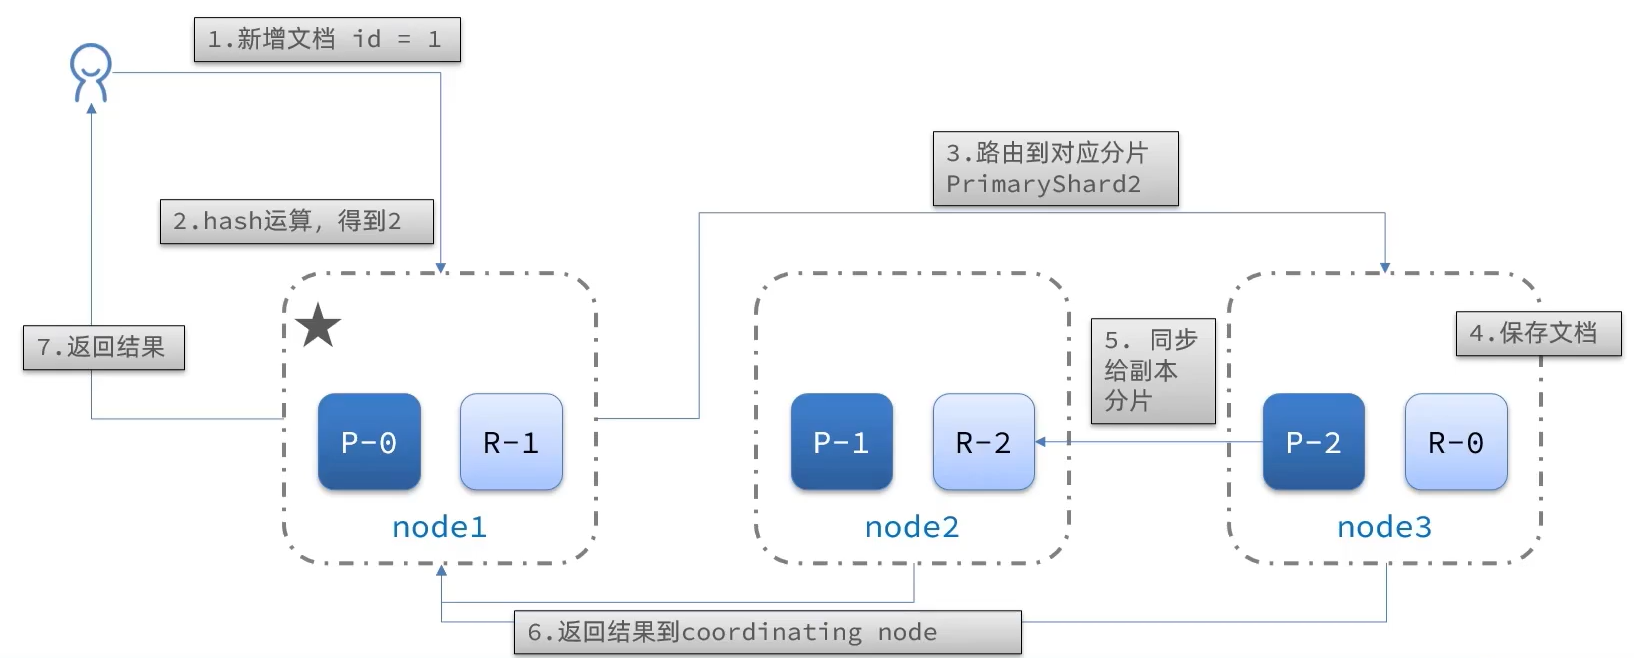 1.新增文档 id = 1
2.hash运算，得到2
3.路由到对应分片
PrimaryShard2
4.保存文档
5. 同步
给副本
分片
7.返回结果
P-0
R-1
P-1
R-2
P-2
R-0
node1
node2
node3
6.返回结果到coordinating node